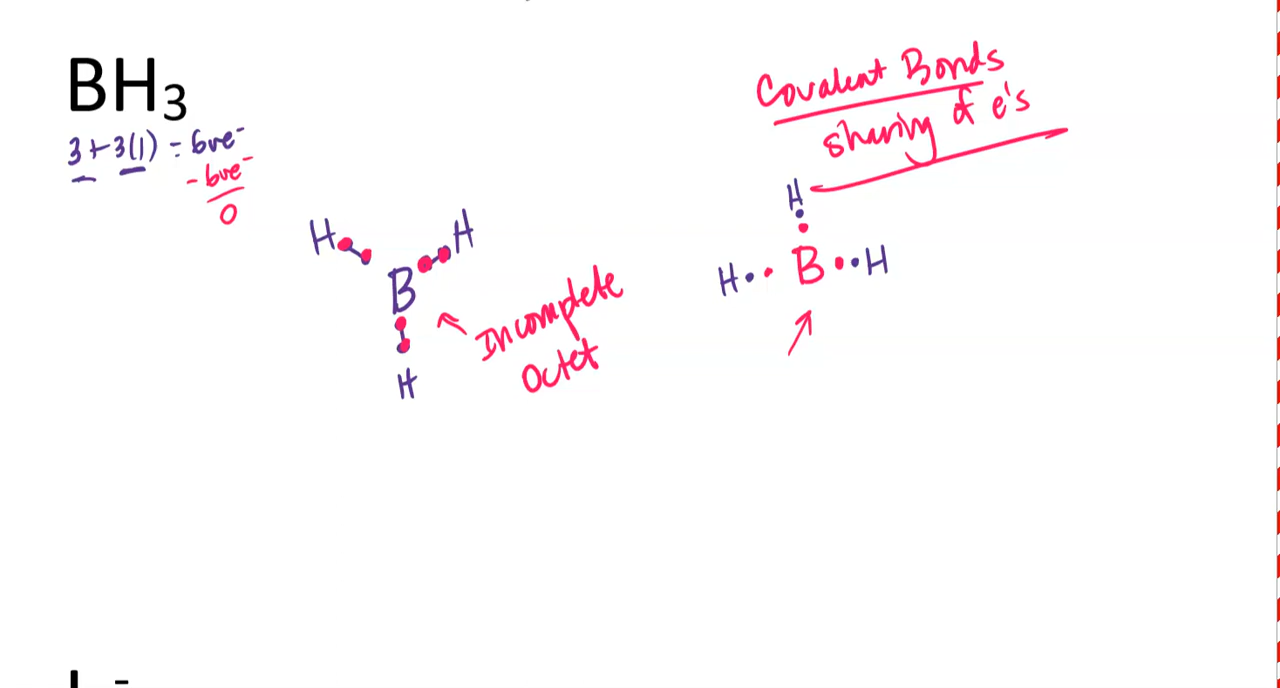 BH₃
3 + 3(1) = 6ve⁻
- 6ve⁻
0
Covalent Bonds
sharing of e's
H H
B
H
Incomplete
Octet
H
H B H